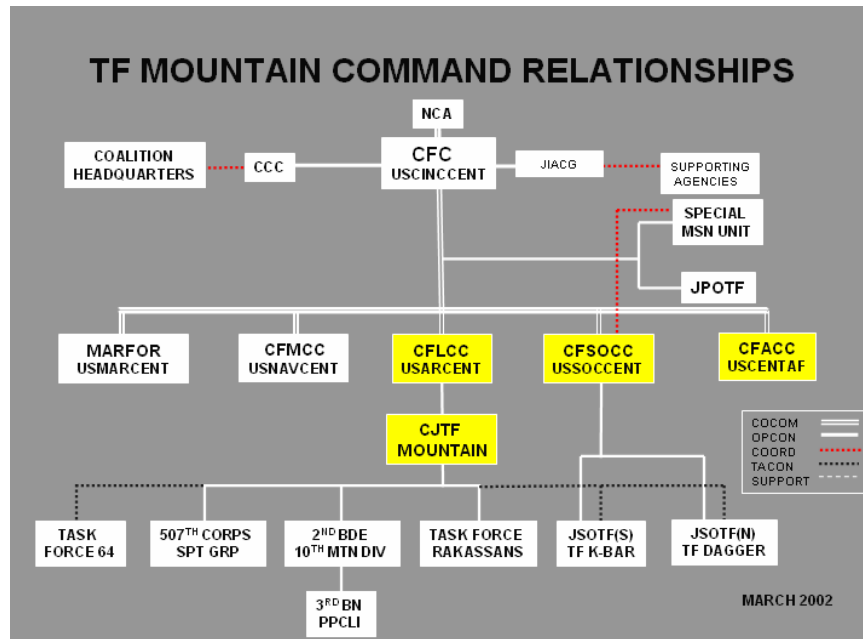 TF MOUNTAIN COMMAND RELATIONSHIPS
NCA
COALITION
HEADQUARTERS
CCC
CFC
USCINCCENT
JIACG
SUPPORTING
AGENCIES
SPECIAL
MSN UNIT
JPOTF
MARFOR
USMARCENT
CFMCC
USNAVCENT
CFLCC
USARCENT
CFSOCC
USSOCCENT
CFACC
USCENTAF
CJTF
MOUNTAIN
COCOM
OPCON
COORD
TACON
SUPPORT
TASK
FORCE 64
507TH CORPS
SPT GRP
2ND BDE
10TH MTN DIV
TASK FORCE
RAKASSANS
JSOTF(S)
TF K-BAR
JSOTF(N)
TF DAGGER
3RD BN
PPCLI
MARCH 2002